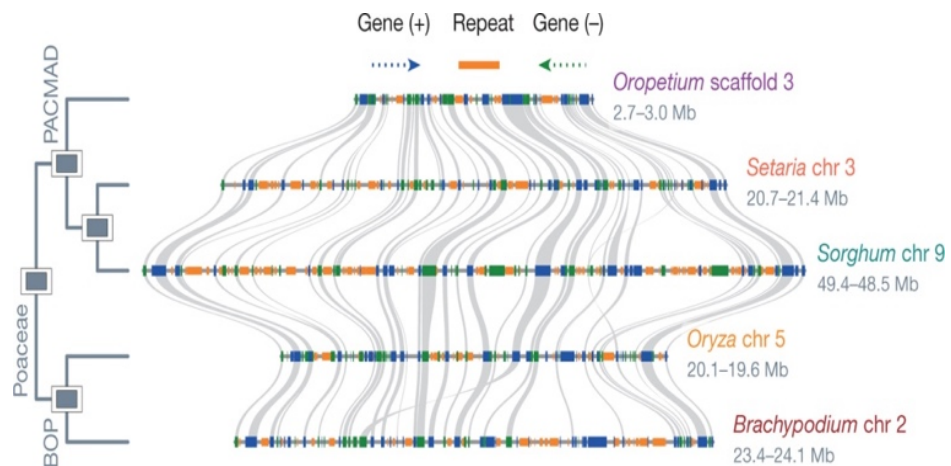 Gene (+) Repeat Gene (–)
Oropetium scaffold 3
2.7–3.0 Mb
PACMAD
Setaria chr 3
20.7–21.4 Mb
Sorghum chr 9
49.4–48.5 Mb
Poaceae
Oryza chr 5
20.1–19.6 Mb
BOP
Brachypodium chr 2
23.4–24.1 Mb